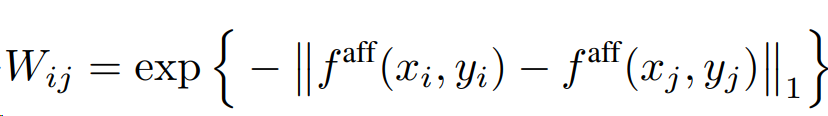 $W_{ij} = \exp\left\{ -\left\| f^{\text{aff}}(x_i, y_i) - f^{\text{aff}}(x_j, y_j) \right\|_1 \right\}$